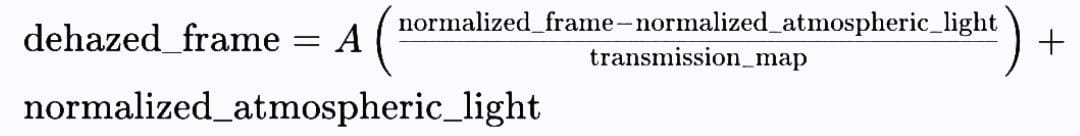 dehazed_frame = A ( normalized_frame−normalized_atmospheric_light / transmission_map ) +
normalized_atmospheric_light